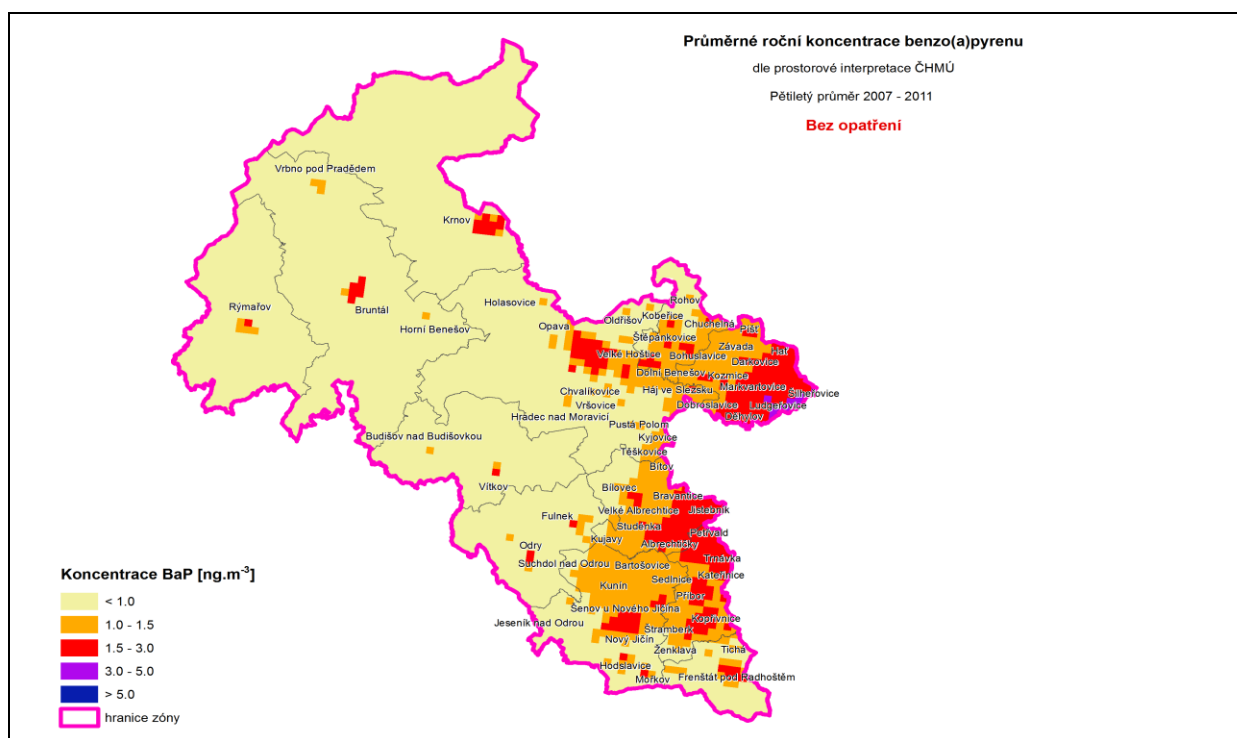 Průměrné roční koncentrace benzo(a)pyrenu
dle prostorové interpretace ČHMÚ
Pětiletý průměr 2007 - 2011
Bez opatření
Vrbno pod Pradědem
Krnov
Rýmařov
Bruntál
Horní Benešov
Holasovice
Opava
Rohov
Oldřišov
Kobeřice
Chuchelná
Píšť
Štěpánkovice
Závada
Hať
Velké Hoštice
Bohuslavice
Darkovice
Dolní Benešov
Kozmice
Markvartovice
Chvalíkovice
Háj ve Slezsku
Šilheřovice
Vršovice
Dobroslavice
Ludgeřovice
Hradec nad Moravicí
Děhylov
Pustá Polom
Budišov nad Budišovkou
Kyjovice
Těškovice
Bítov
Vítkov
Bílovec
Bravantice
Velké Albrechtice
Jistebník
Fulnek
Studénka
Petřvald
Kujavy
Albrechtičky
Odry
Trnávka
Suchdol nad Odrou
Bartošovice
Kateřinice
Kunín
Sedlnice
Příbor
Šenov u Nového Jičína
Jeseník nad Odrou
Kopřivnice
Štramberk
Nový Jičín
Ženklava
Tichá
Hodslavice
Mořkov
Frenštát pod Radhoštěm
Koncentrace BaP [ng.m-3]
< 1.0
1.0 - 1.5
1.5 - 3.0
3.0 - 5.0
> 5.0
hranice zóny